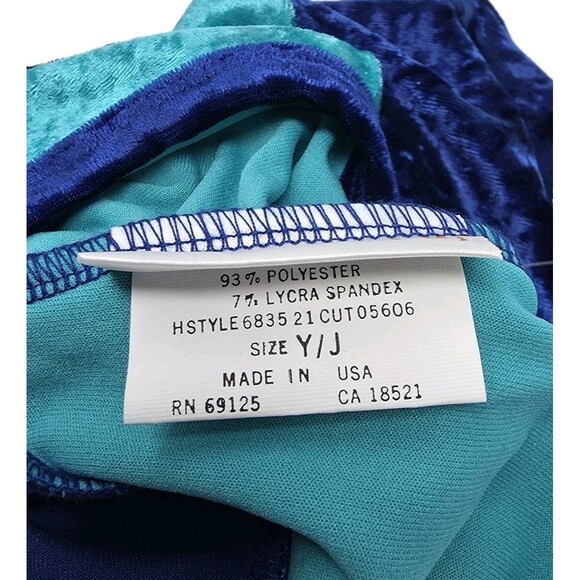 93% POLYESTER
7% LYCRA SPANDEX
HSTYLE 6835 21 CUT 05606
SIZE Y/J
MADE IN USA
RN 69125 CA 18521